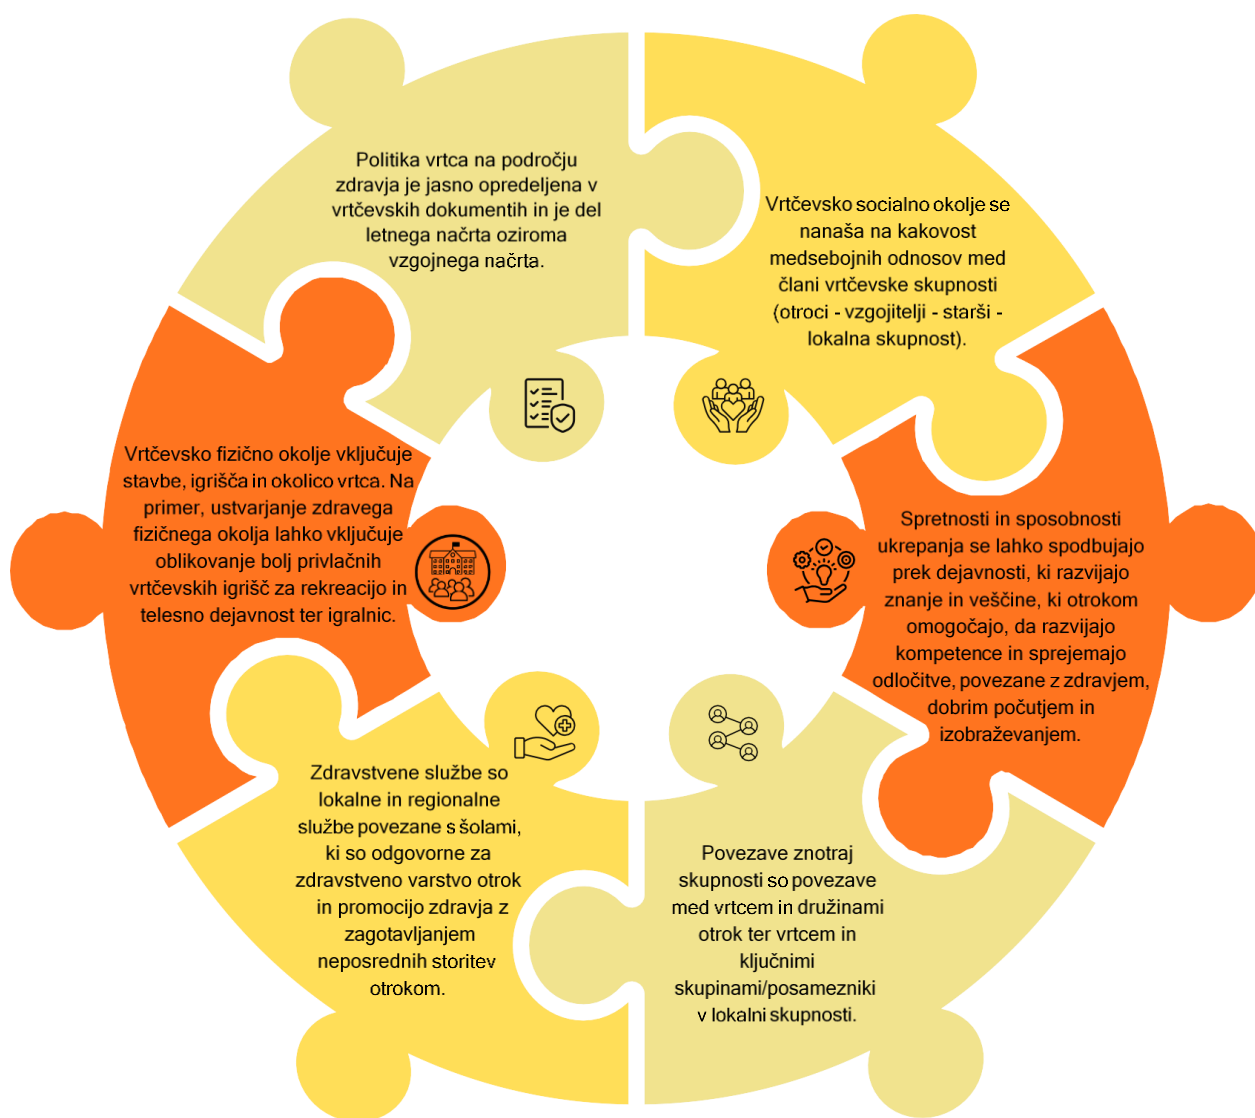 Politika vrtca na področju
zdravja je jasno opredeljena v
vrtčevskih dokumentih in je del
letnega načrta oziroma
vzgojnega načrta.
Vrtčevsko socialno okolje se
nanaša na kakovost
medsebojnih odnosov med
člani vrtčevske skupnosti
(otroci - vzgojitelji - starši -
lokalna skupnost).
Vrtčevsko fizično okolje vključuje
stavbe, igrišča in okolico vrtca. Na
primer, ustvarjanje zdravega
fizičnega okolja lahko vključuje
oblikovanje bolj privlačnih
vrtčevskih igrišč za rekreacijo in
telesno dejavnost ter igralnic.
Spretnosti in sposobnosti
ukrepanja se lahko spodbujajo
prek dejavnosti, ki razvijajo
znanje in veščine, ki otrokom
omogočajo, da razvijajo
kompetence in sprejemajo
odločitve, povezane z zdravjem,
dobrim počutjem in
izobraževanjem.
Zdravstvene službe so
lokalne in regionalne
službe povezane s šolami,
ki so odgovorne za
zdravstveno varstvo otrok
in promocijo zdravja z
zagotavljanjem
neposrednih storitev
otrokom.
Povezave znotraj
skupnosti so povezave
med vrtcem in družinami
otrok ter vrtcem in
ključnimi
skupinami/posamezniki
v lokalni skupnosti.